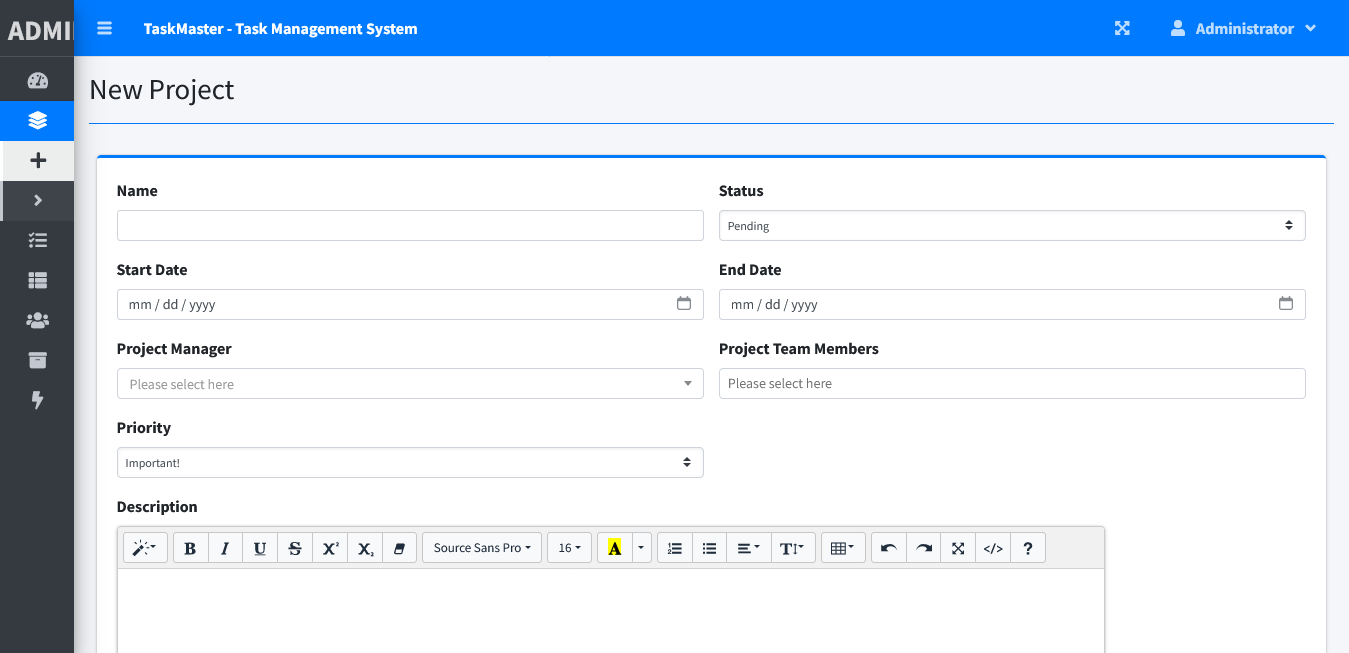 ADMI
TaskMaster - Task Management System
Administrator
New Project
Name
Status
Pending
Start Date
End Date
mm / dd / yyyy
mm / dd / yyyy
Project Manager
Project Team Members
Please select here
Please select here
Priority
Important!
Description
B I U S X² X₂ Source Sans Pro 16 A T </> ?